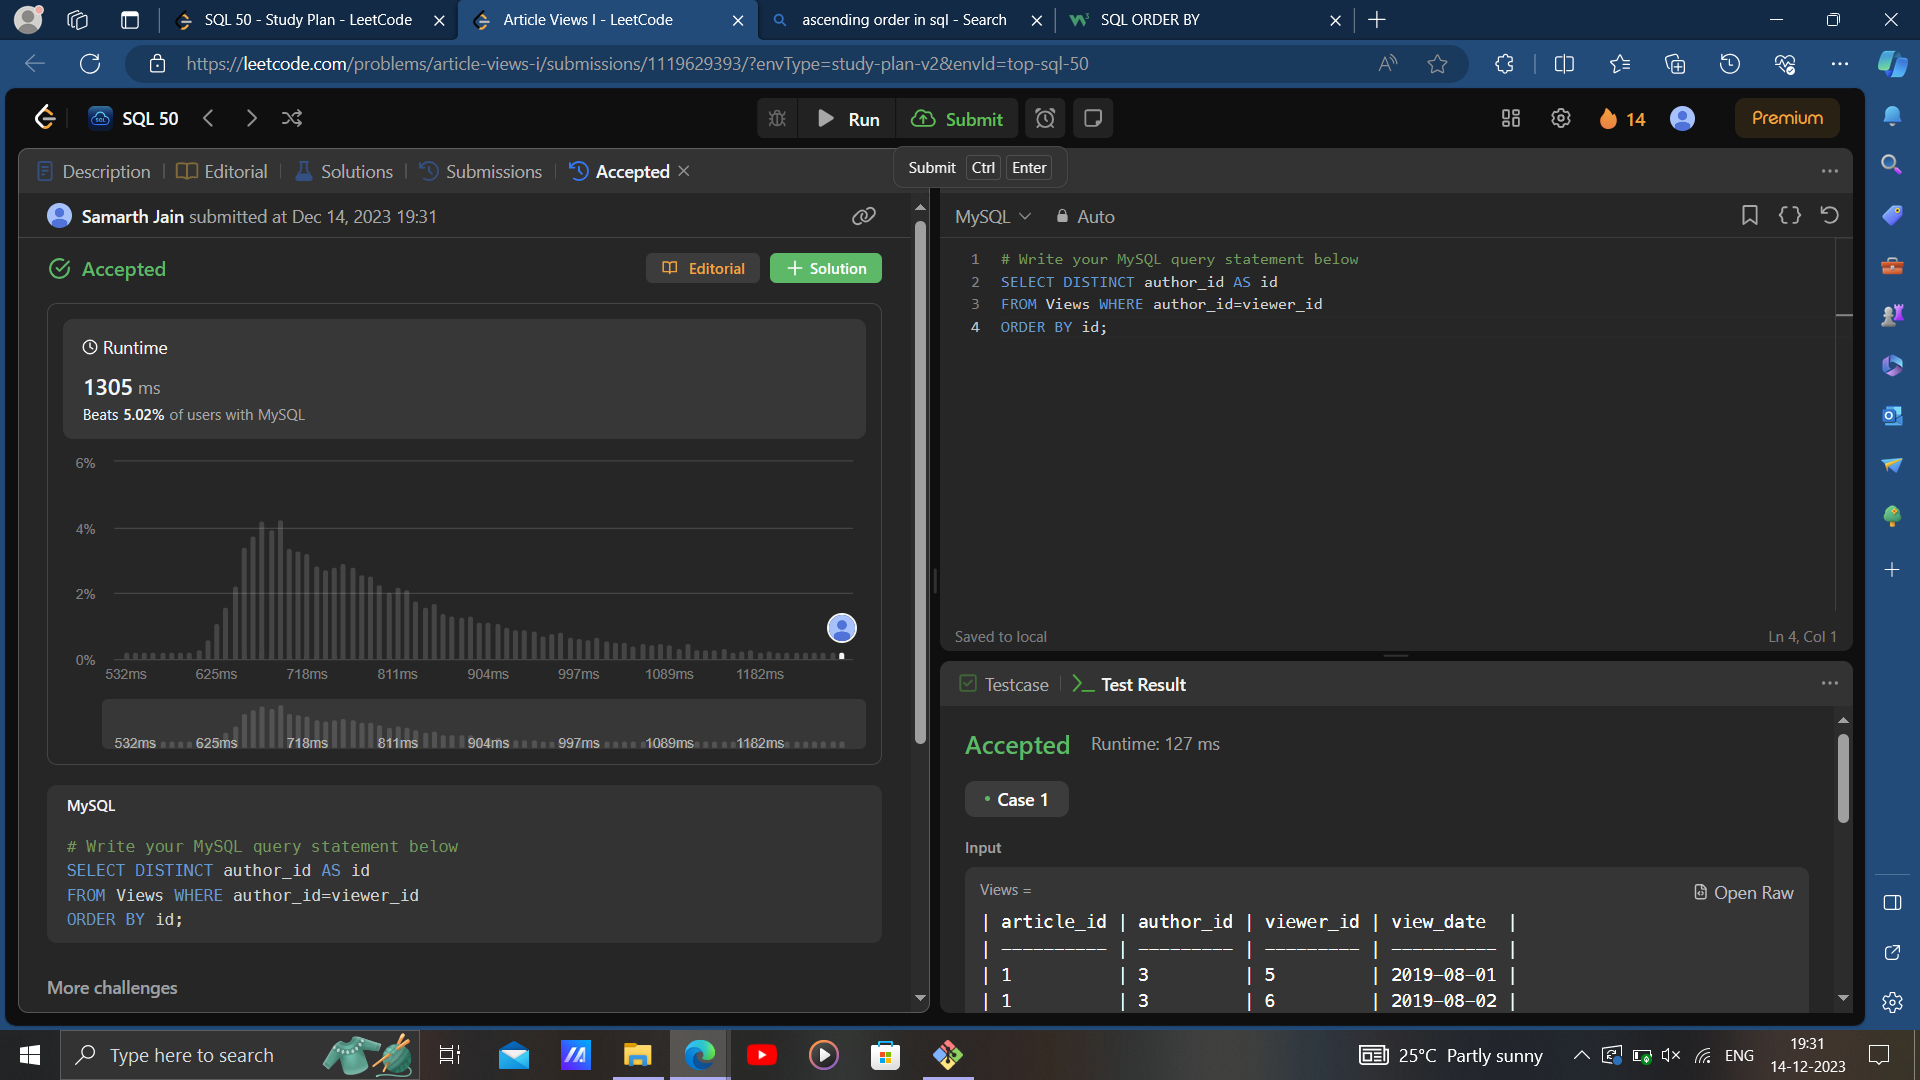 SQL 50 - Study Plan - LeetCode
Article Views I - LeetCode
ascending order in sql - Search
SQL ORDER BY
https://leetcode.com/problems/article-views-i/submissions/1119629393/?envType=study-plan-v2&envId=top-sql-50
SQL 50
Run
Submit
14
Premium
Submit Ctrl Enter
Description
Editorial
Solutions
Submissions
Accepted
Samarth Jain submitted at Dec 14, 2023 19:31
Accepted
Editorial
Solution
Runtime
1305 ms
Beats 5.02% of users with MySQL
6%
4%
2%
0%
532ms 625ms 718ms 811ms 904ms 997ms 1089ms 1182ms
532ms 625ms 718ms 811ms 904ms 997ms 1089ms 1182ms
MySQL
# Write your MySQL query statement below
SELECT DISTINCT author_id AS id
FROM Views WHERE author_id=viewer_id
ORDER BY id;
More challenges
MySQL
Auto
1 # Write your MySQL query statement below
2 SELECT DISTINCT author_id AS id
3 FROM Views WHERE author_id=viewer_id
4 ORDER BY id;
Saved to local
Ln 4, Col 1
Testcase
Test Result
Accepted Runtime: 127 ms
• Case 1
Input
Views =
Open Raw
| article_id | author_id | viewer_id | view_date |
| ---------- | --------- | --------- | ---------- |
| 1 | 3 | 5 | 2019-08-01 |
| 1 | 3 | 6 | 2019-08-02 |
Type here to search
25°C Partly sunny
ENG
19:31
14-12-2023